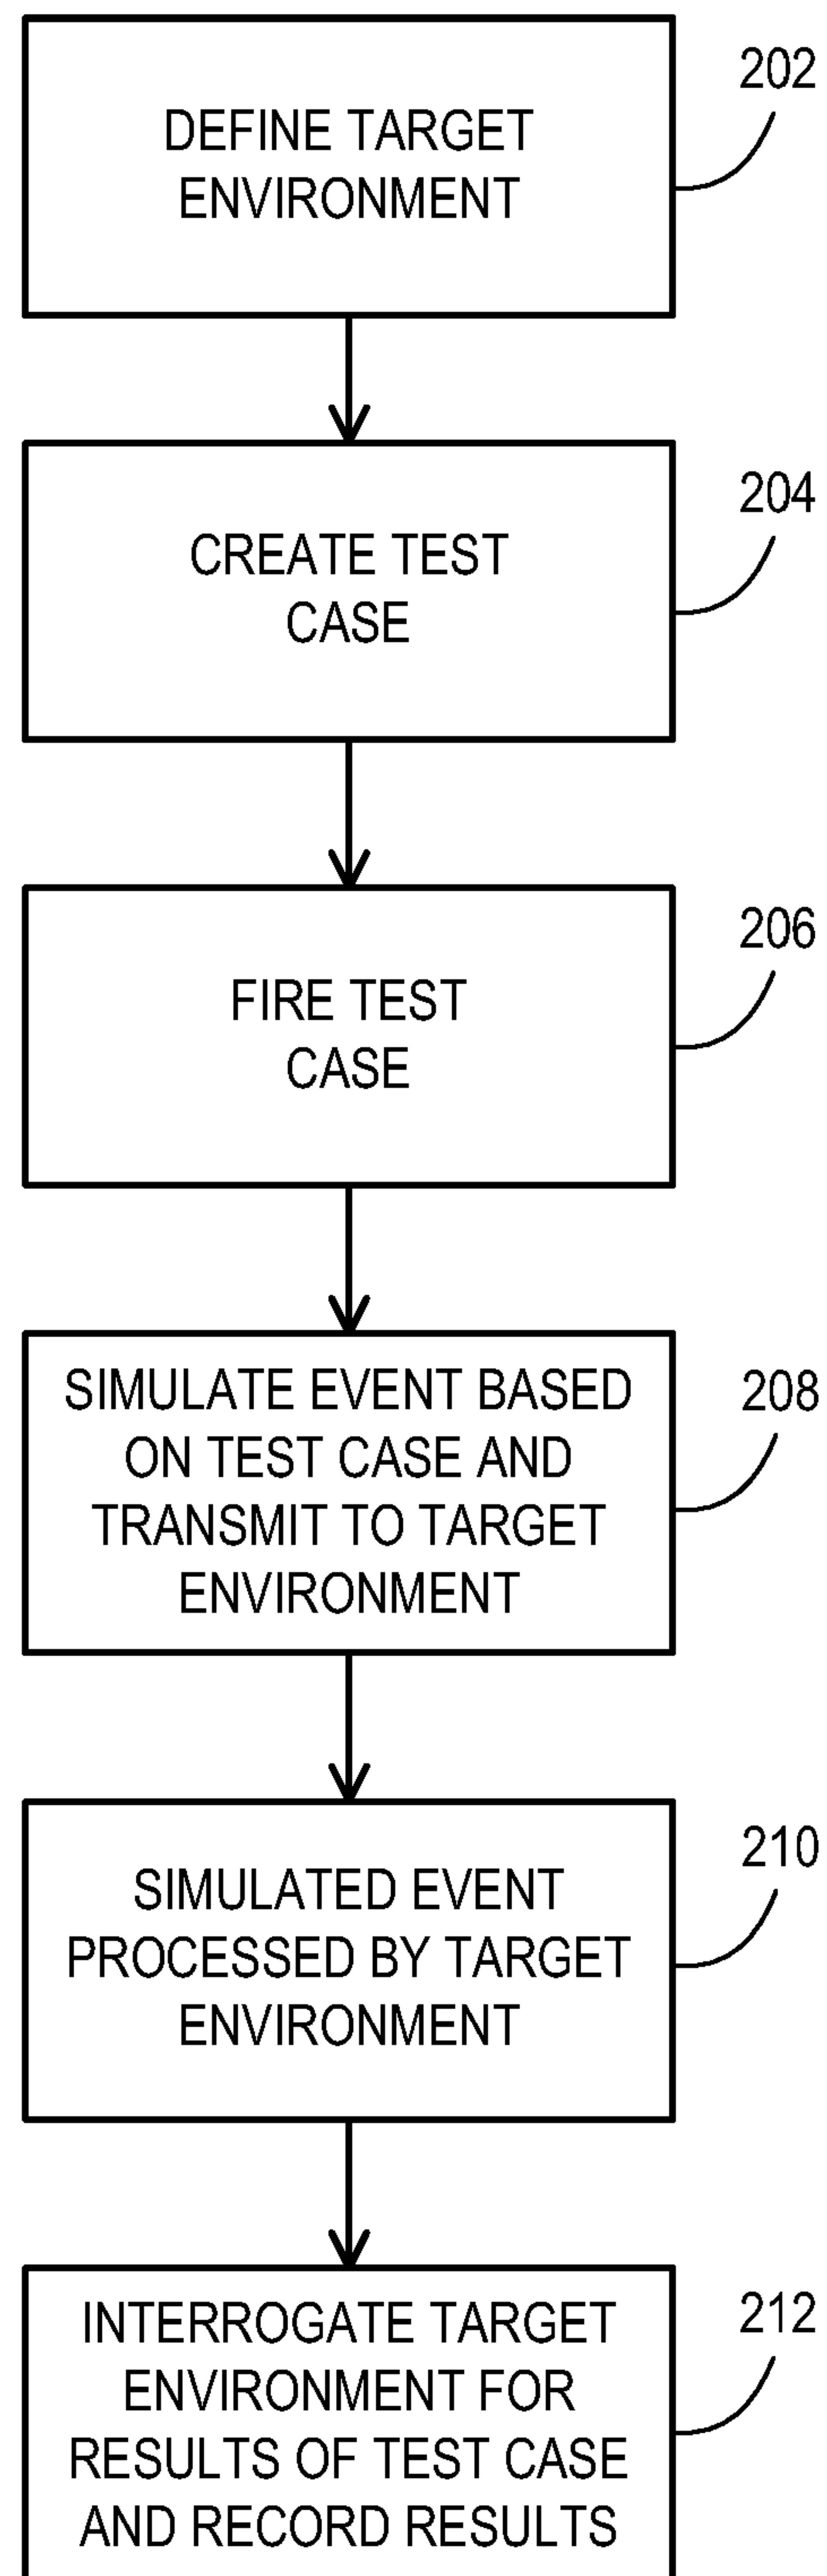 202
DEFINE TARGET
ENVIRONMENT
204
CREATE TEST
CASE
206
FIRE TEST
CASE
208
SIMULATE EVENT BASED
ON TEST CASE AND
TRANSMIT TO TARGET
ENVIRONMENT
210
SIMULATED EVENT
PROCESSED BY TARGET
ENVIRONMENT
212
INTERROGATE TARGET
ENVIRONMENT FOR
RESULTS OF TEST CASE
AND RECORD RESULTS